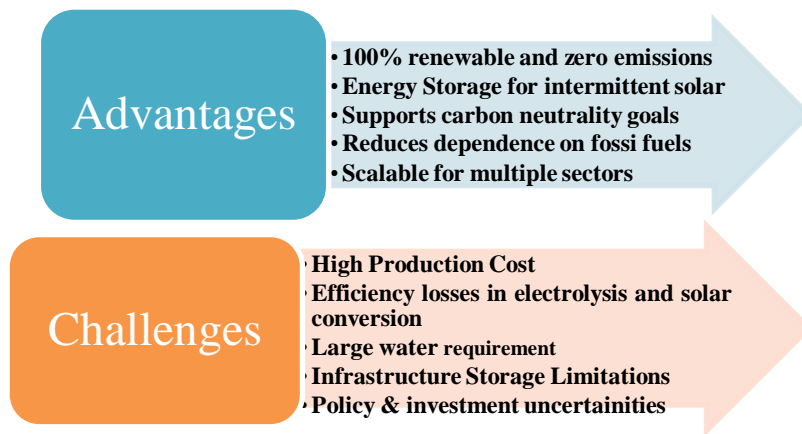 Advantages
• 100% renewable and zero emissions
• Energy Storage for intermittent solar
• Supports carbon neutrality goals
• Reduces dependence on fossi fuels
• Scalable for multiple sectors
Challenges
• High Production Cost
• Efficiency losses in electrolysis and solar
conversion
• Large water requirement
• Infrastructure Storage Limitations
• Policy & investment uncertainities